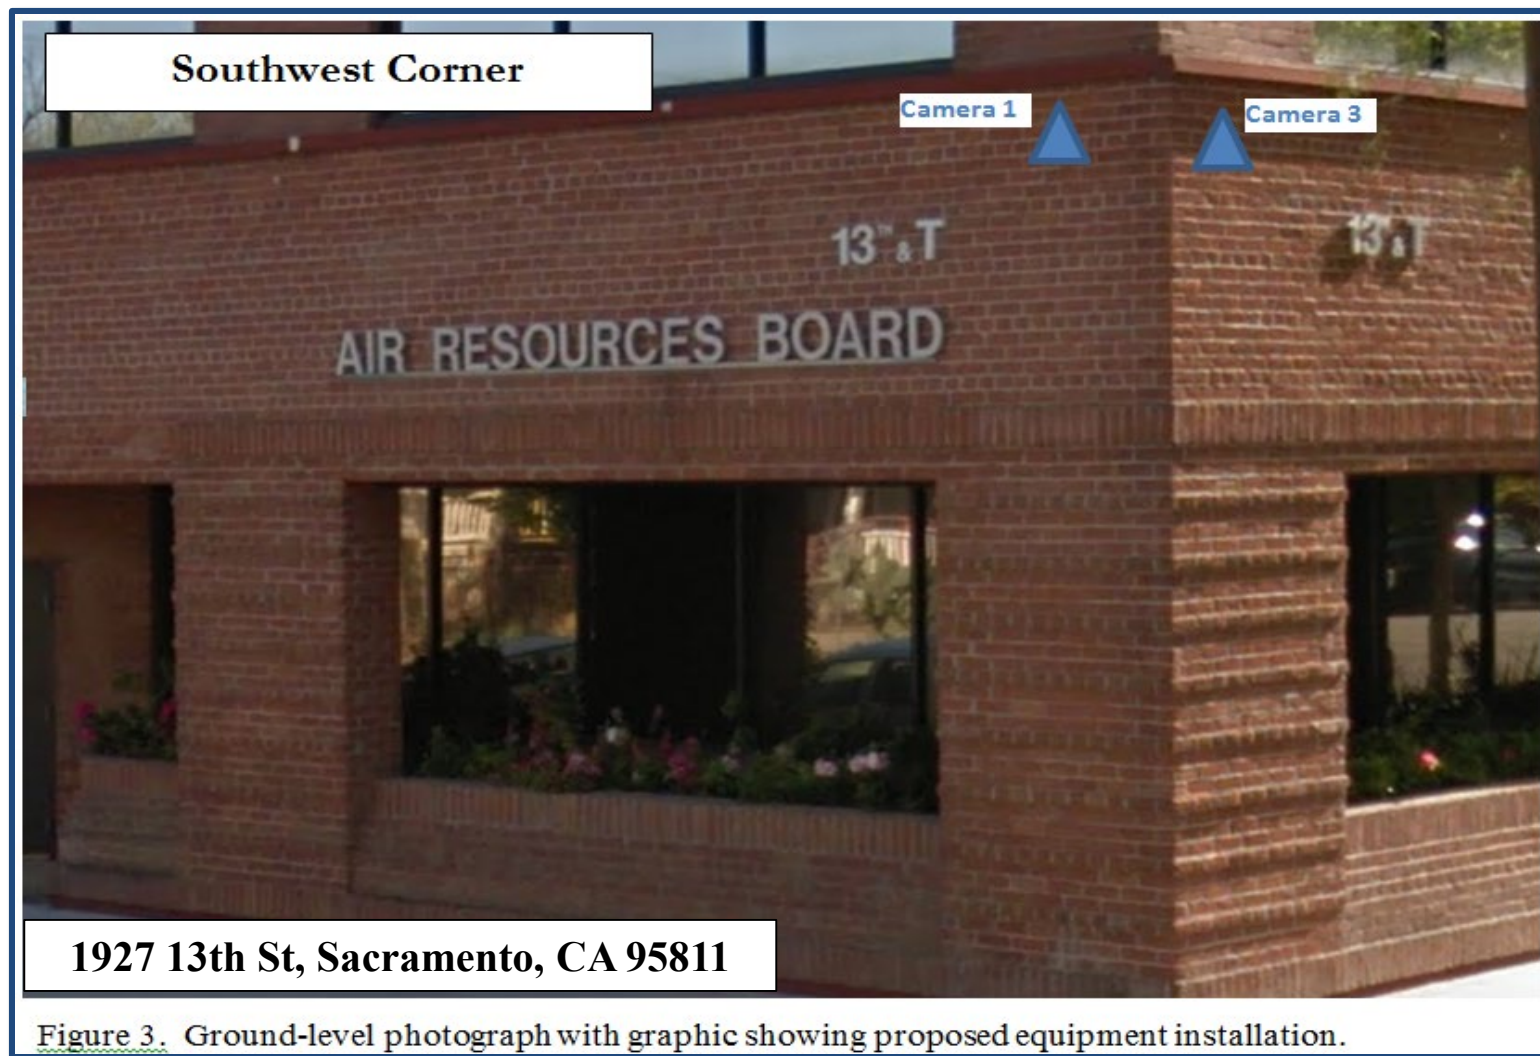 Southwest Corner
Camera 1
Camera 3
13TH & T
13 & T
AIR RESOURCES BOARD
1927 13th St, Sacramento, CA 95811
Figure 3. Ground-level photograph with graphic showing proposed equipment installation.